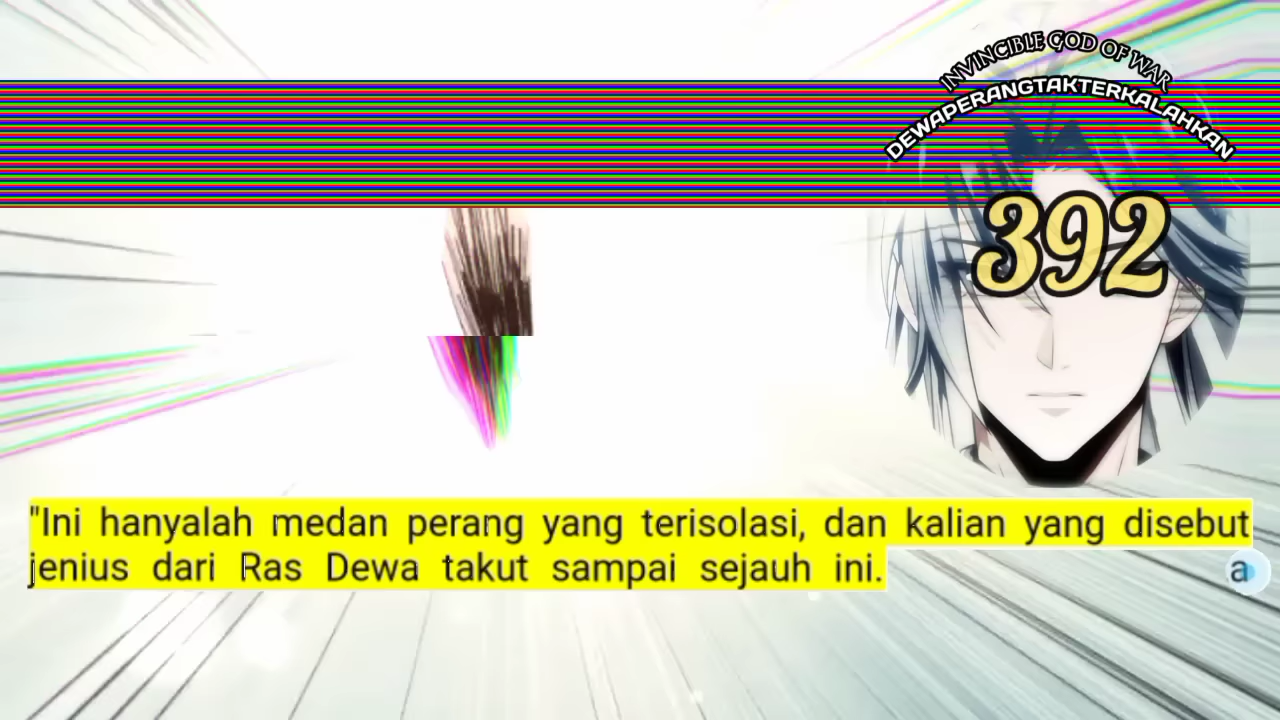 INVINCIBLE GOD OF WAR
DEWAPERANGTAKTERKALAHKAN
392
"Ini hanyalah medan perang yang terisolasi, dan kalian yang disebut
jenius dari Ras Dewa takut sampai sejauh ini.
a